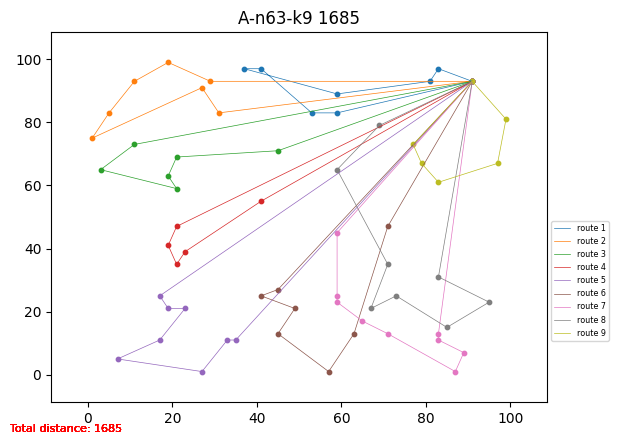 A-n63-k9 1685
100
80
60
40
20
0
0 20 40 60 80 100
route 1
route 2
route 3
route 4
route 5
route 6
route 7
route 8
route 9
Total distance: 1685